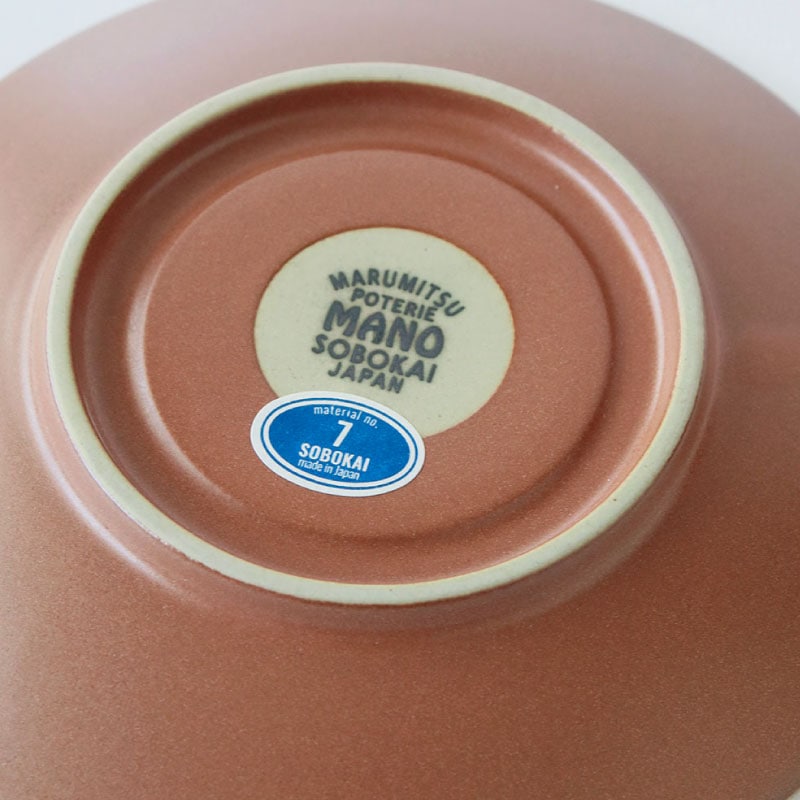 MARUMITSU
POTERIE
MANO
SOBOKAI
JAPAN
material no.
7
SOBOKAI
made in Japan